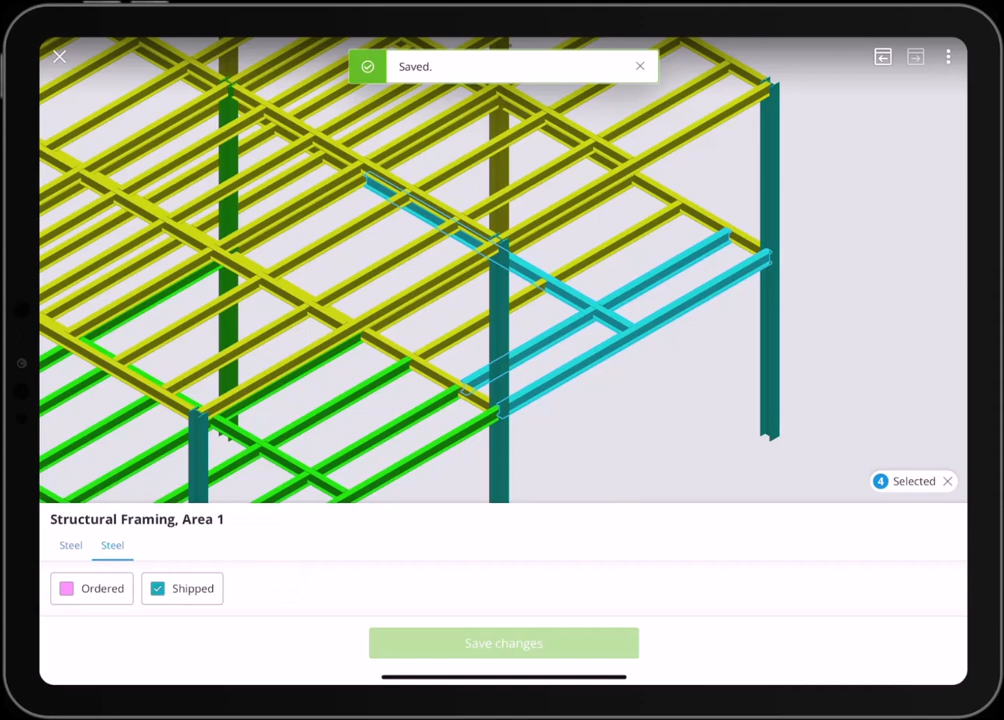 Saved.
4 Selected
Structural Framing, Area 1
Steel Steel
Ordered Shipped
Save changes